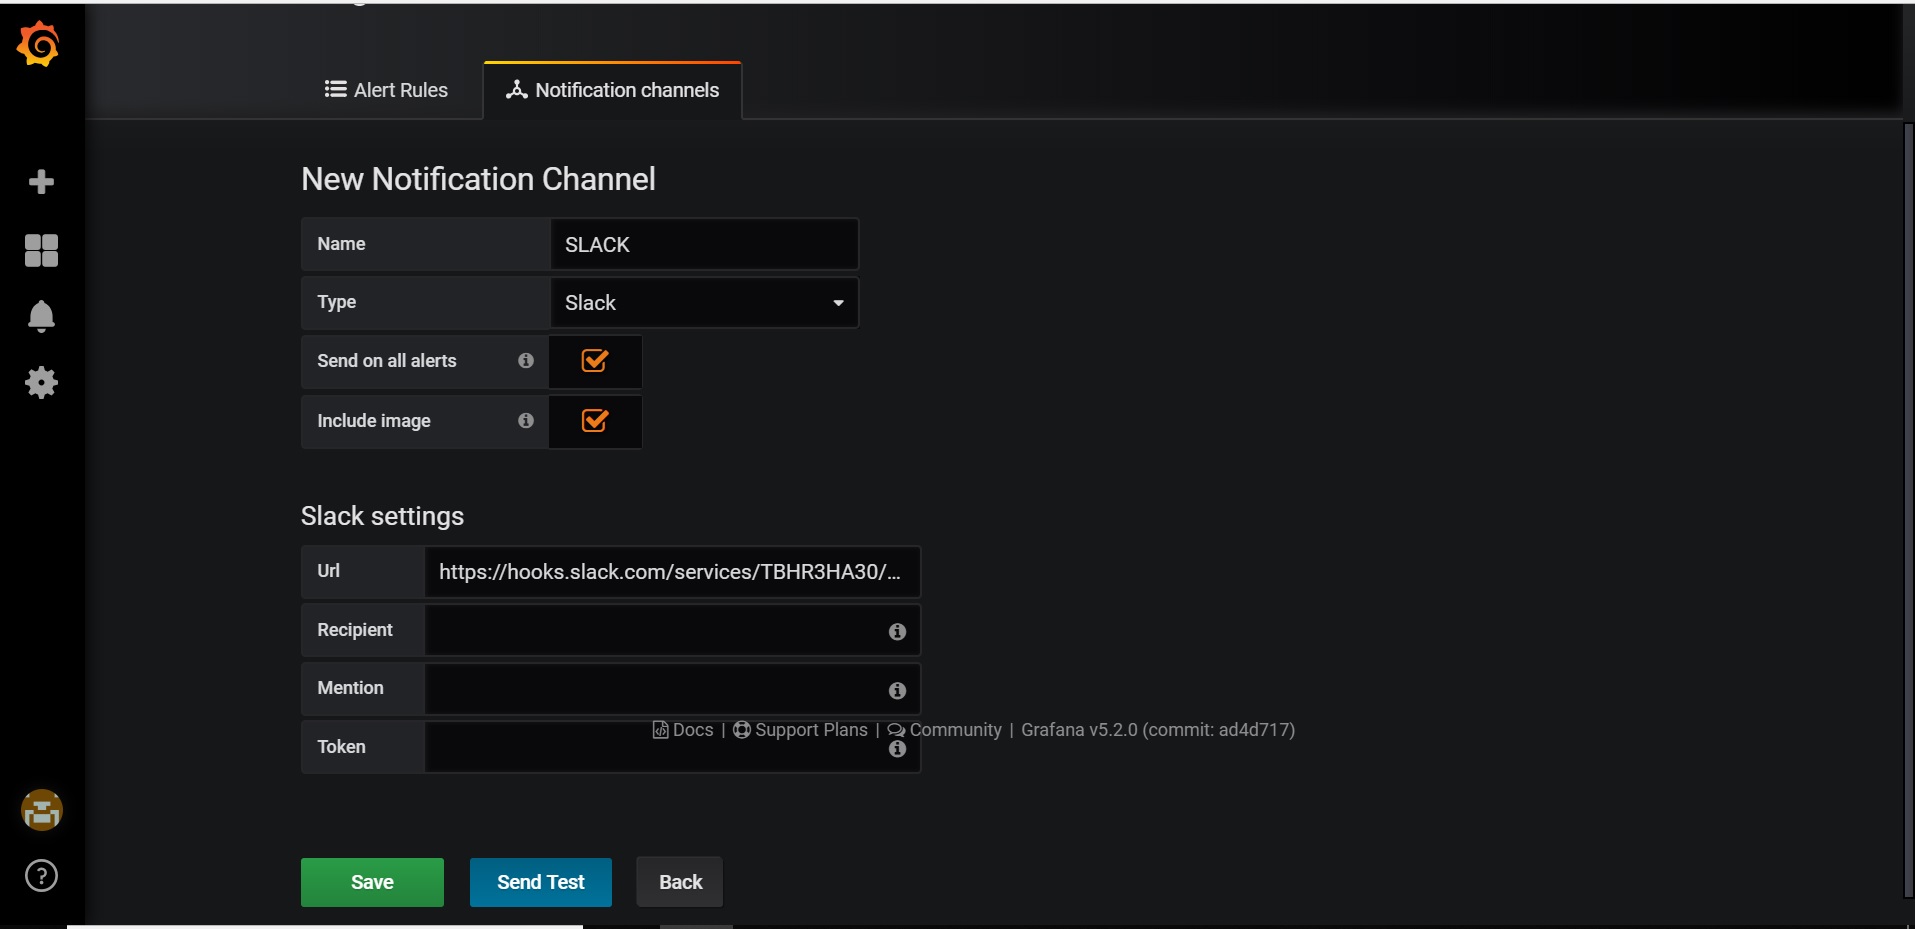 Alert Rules
Notification channels
New Notification Channel
Name SLACK
Type Slack
Send on all alerts
Include image
Slack settings
Url https://hooks.slack.com/services/TBHR3HA30/...
Recipient
Mention
Docs | Support Plans | Community | Grafana v5.2.0 (commit: ad4d717)
Token
Save Send Test Back